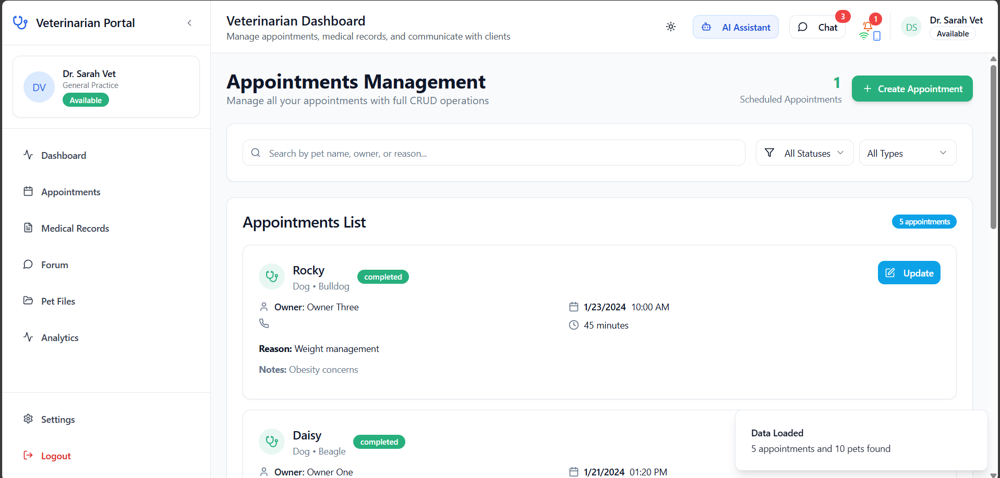 Veterinarian Portal
DV
Dr. Sarah Vet
General Practice
Available
Dashboard
Appointments
Medical Records
Forum
Pet Files
Analytics
Settings
Logout
Veterinarian Dashboard
Manage appointments, medical records, and communicate with clients
AI Assistant
Chat
3
1
DS
Dr. Sarah Vet
Available
Appointments Management
Manage all your appointments with full CRUD operations
1
Scheduled Appointments
Create Appointment
Search by pet name, owner, or reason...
All Statuses
All Types
Appointments List
5 appointments
Rocky
Dog • Bulldog
completed
Update
Owner: Owner Three
1/23/2024 10:00 AM
45 minutes
Reason: Weight management
Notes: Obesity concerns
Daisy
Dog • Beagle
completed
Owner: Owner One
1/21/2024 01:20 PM
Data Loaded
5 appointments and 10 pets found